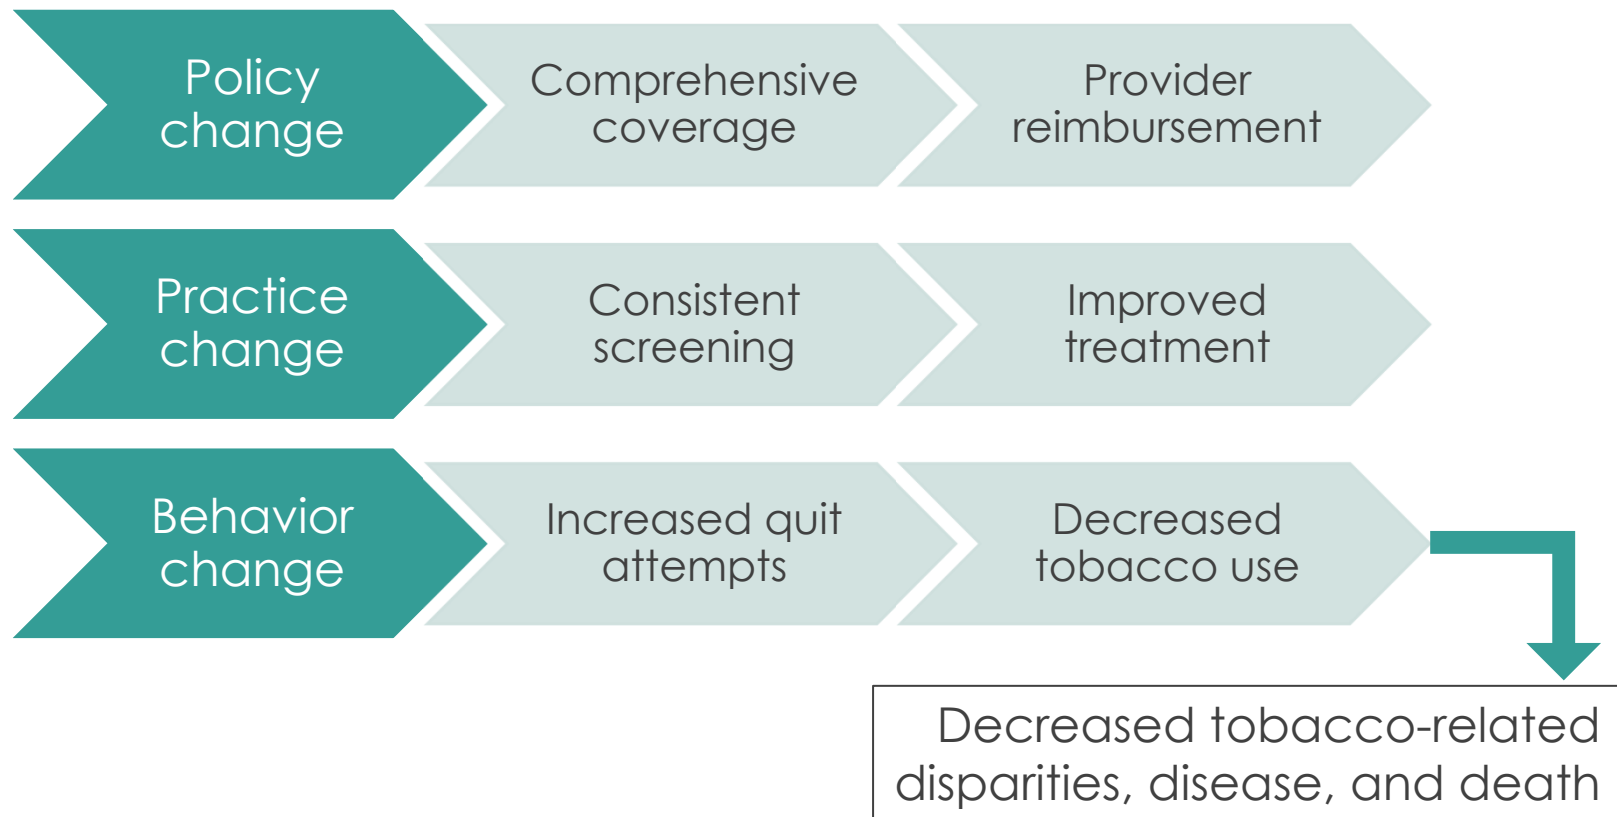 Policy
change
Comprehensive
coverage
Provider
reimbursement
Practice
change
Consistent
screening
Improved
treatment
Behavior
change
Increased quit
attempts
Decreased
tobacco use
Decreased tobacco-related
disparities, disease, and death